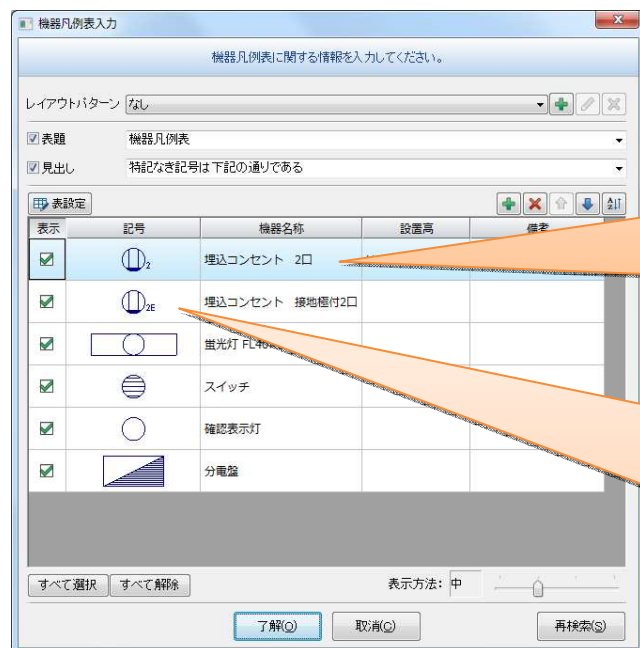 機器凡例表入力
機器凡例表に関する情報を入力してください。
レイアウトパターン なし
表題 機器凡例表
見出し 特記なき記号は下記の通りである
表設定
表示 記号 機器名称 設置高 備考
2 埋込コンセント 2口
2E 埋込コンセント 接地極付2口
蛍光灯
スイッチ
確認表示灯
分電盤
すべて選択 すべて解除 表示方法: 中
了解(O) 取消(C) 再検索(S)